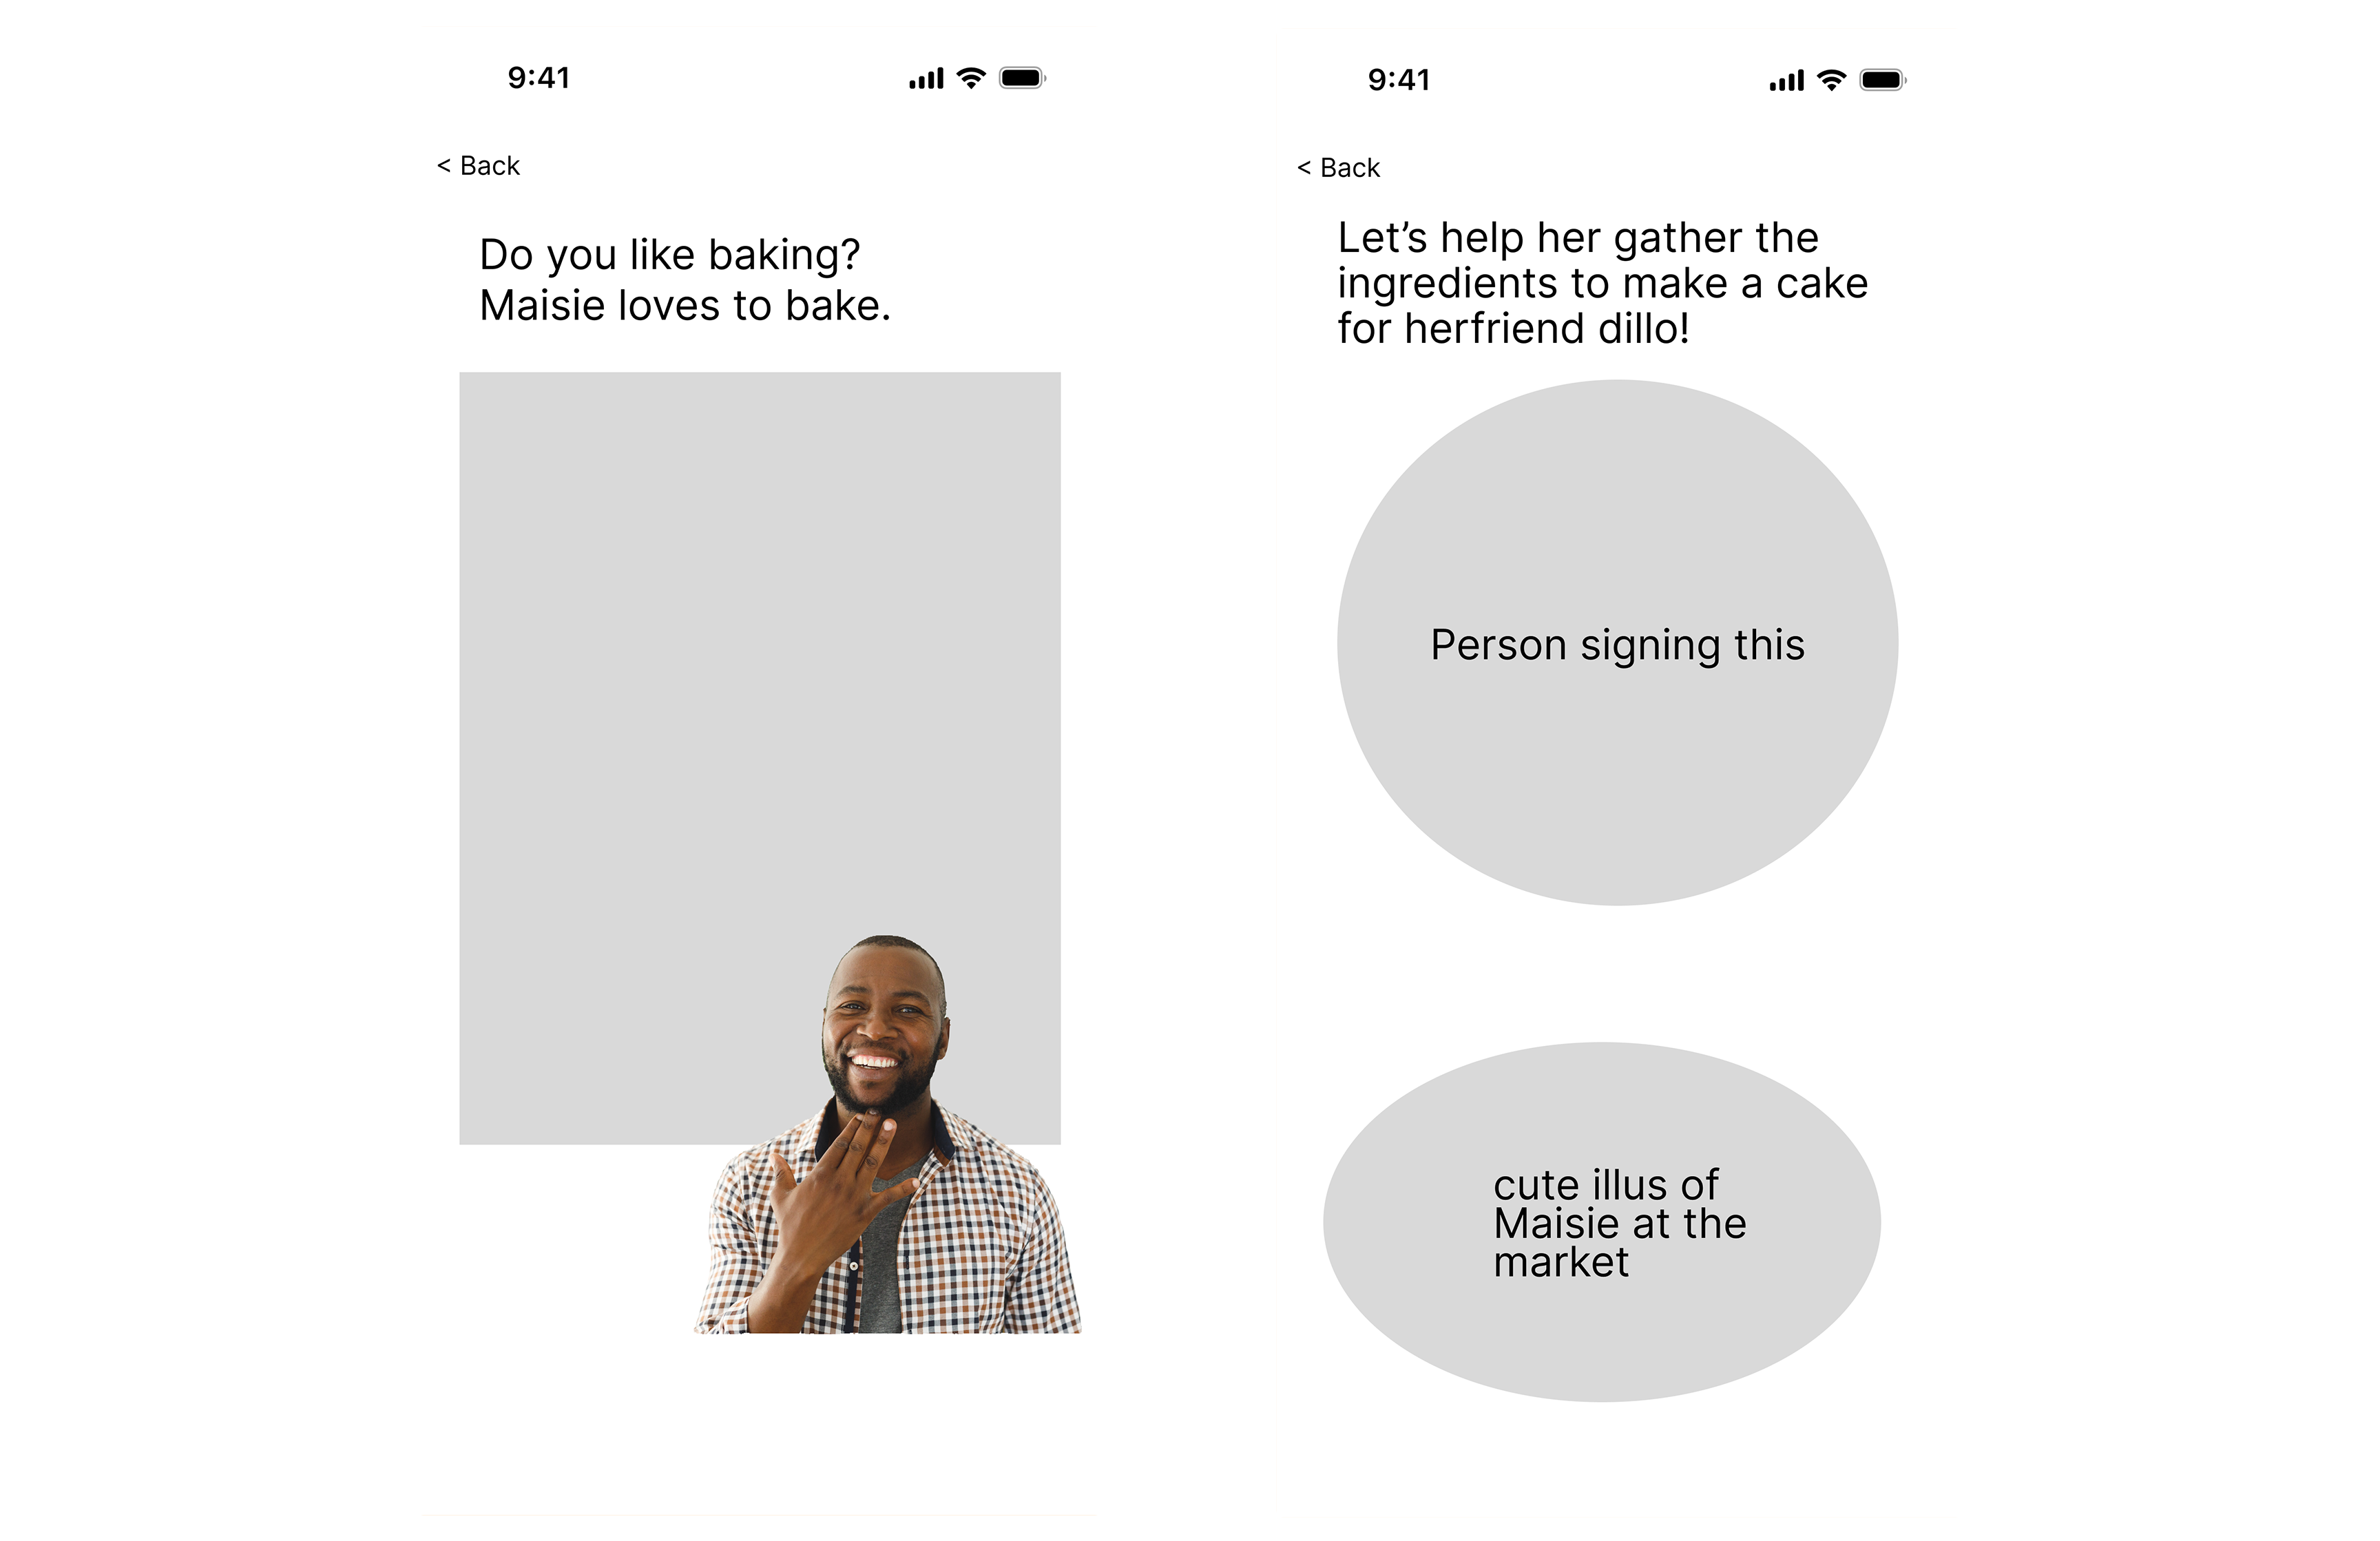 9:41
< Back
Do you like baking?
Maisie loves to bake.
9:41
< Back
Let’s help her gather the
ingredients to make a cake
for herfriend dillo!
Person signing this
cute illus of
Maisie at the
market